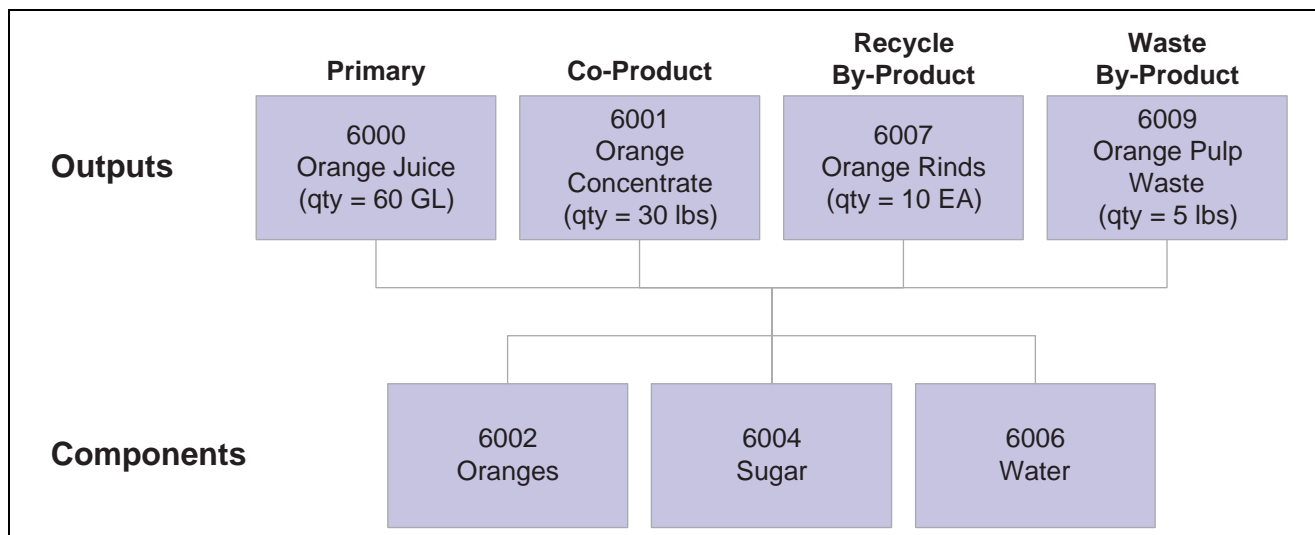 Primary
Co-Product
Recycle
By-Product
Waste
By-Product
Outputs
6000
Orange Juice
(qty = 60 GL)
6001
Orange
Concentrate
(qty = 30 lbs)
6007
Orange Rinds
(qty = 10 EA)
6009
Orange Pulp
Waste
(qty = 5 lbs)
Components
6002
Oranges
6004
Sugar
6006
Water